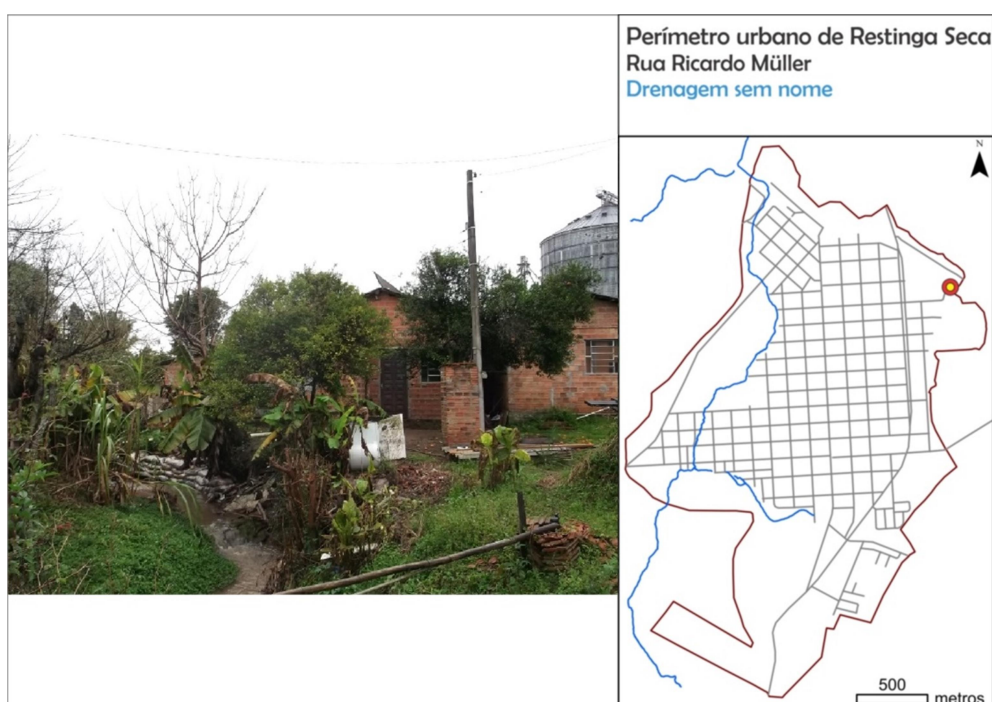 Perímetro urbano de Restinga Seca
Rua Ricardo Müller
Drenagem sem nome
N
500
metros